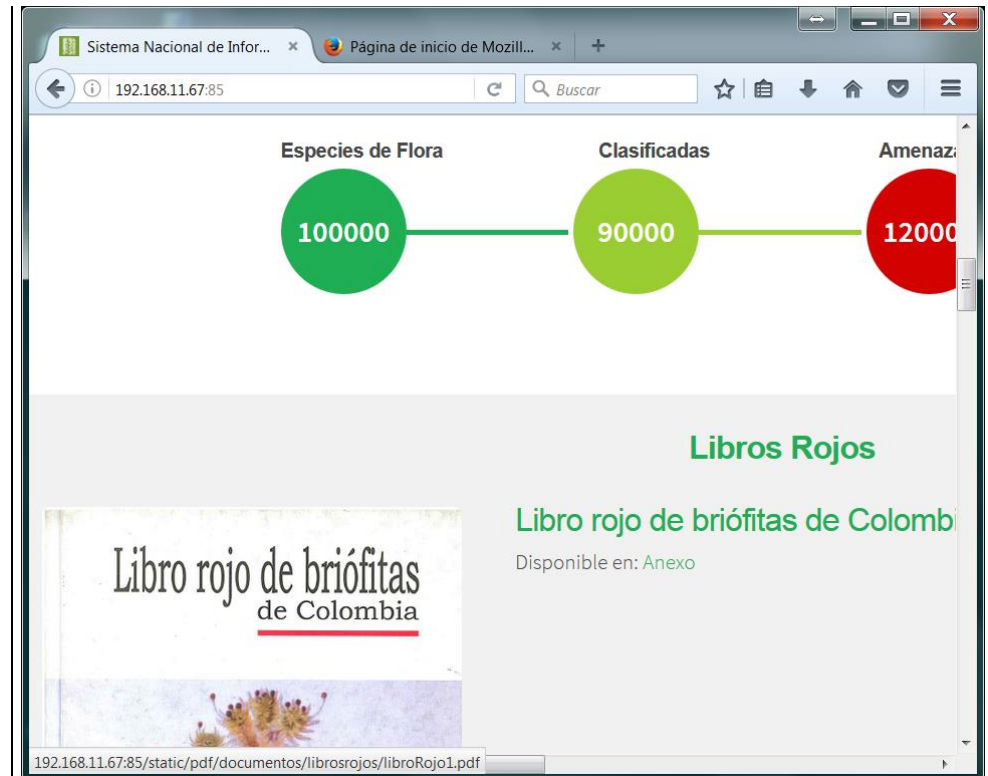 Sistema Nacional de Infor...
Página de inicio de Mozill...
192.168.11.67:85
Buscar
Especies de Flora
Clasificadas
Amenaz
100000
90000
12000
Libros Rojos
Libro rojo de briófitas de Colombi
Disponible en: Anexo
Libro rojo de briófitas
de Colombia
192.168.11.67:85/static/pdf/documentos/librosrojos/libroRojo1.pdf